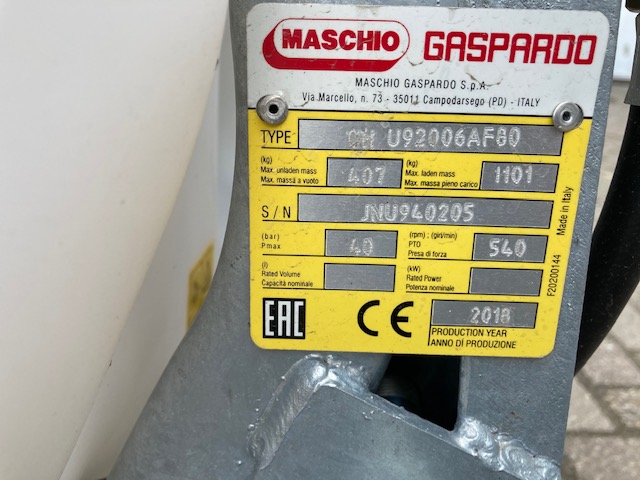 MASCHIO GASPARDO
MASCHIO GASPARDO S.p.A.
Via Marcello, n. 73 - 35011 Campodarsego (PD) - ITALY
TYPE U92006AF80
(kg) Max. unladen mass Max. massa a vuoto 407 (kg) Max. laden mass Max. massa pieno carico 1101
S/N JNU940205
(bar) Pmax 40 (rpm) ; (giri/min) PTO Presa di forza 540
(l) Rated Volume Capacità nominale (kW) Rated Power Potenza nominale
EAC CE 2018
PRODUCTION YEAR
ANNO DI PRODUZIONE
Made in Italy
F20200144